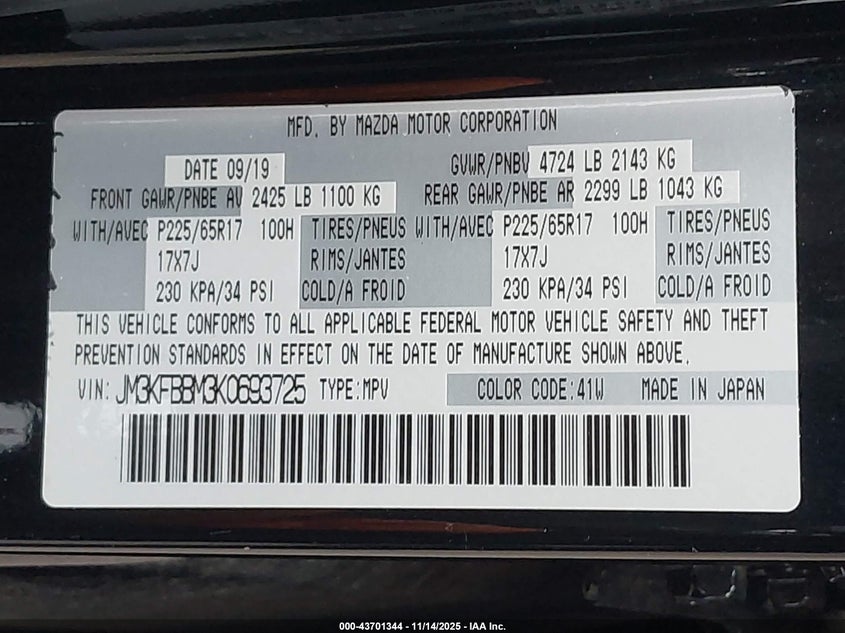 MFD. BY MAZDA MOTOR CORPORATION
DATE 09/19 GVWR/PNBV 4724 LB 2143 KG
FRONT GAWR/PNBE AV 2425 LB 1100 KG REAR GAWR/PNBE AR 2299 LB 1043 KG
WITH/AVEC P225/65R17 100H TIRES/PNEUS WITH/AVEC P225/65R17 100H TIRES/PNEUS
17X7J RIMS/JANTES 17X7J RIMS/JANTES
230 KPA/34 PSI COLD/A FROID 230 KPA/34 PSI COLD/A FROID
THIS VEHICLE CONFORMS TO ALL APPLICABLE FEDERAL MOTOR VEHICLE SAFETY AND THEFT
PREVENTION STANDARDS IN EFFECT ON THE DATE OF MANUFACTURE SHOWN ABOVE.
VIN: JM3KFBBM3K0693725 TYPE:MPV COLOR CODE:41W MADE IN JAPAN
000-43701344 - 11/14/2025 - IAA Inc.